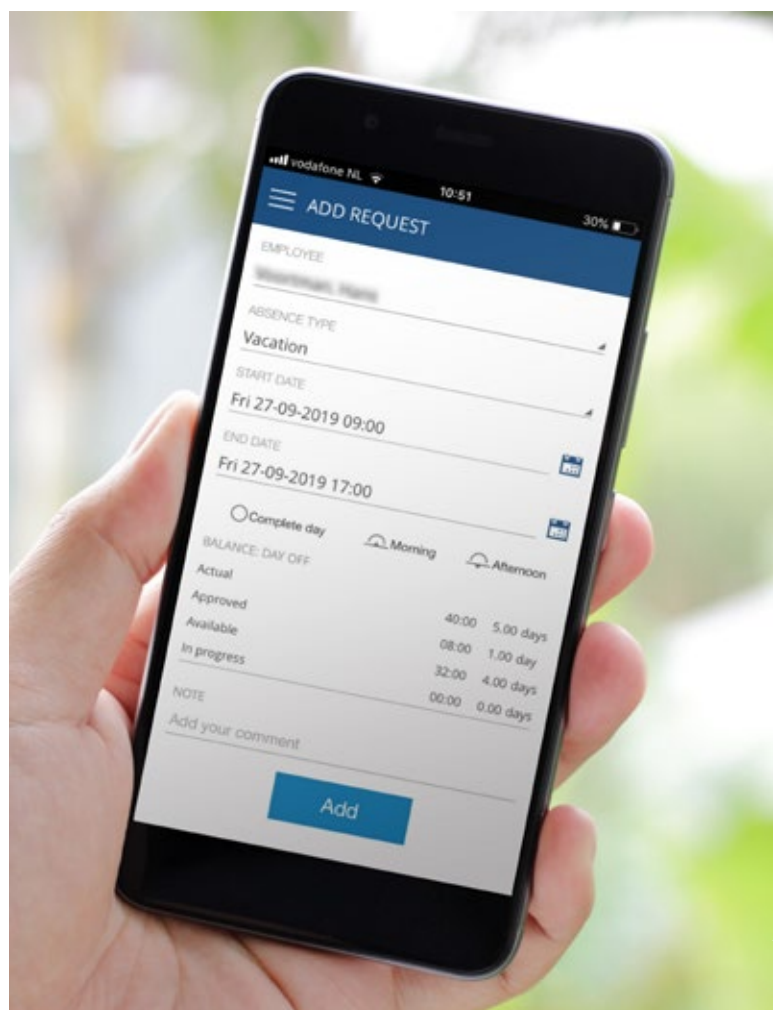 vodafone NL 10:51 30%
ADD REQUEST
EMPLOYEE
ABSENCE TYPE
Vacation
START DATE
Fri 27-09-2019 09:00
END DATE
Fri 27-09-2019 17:00
Complete day Morning Afternoon
BALANCE: DAY OFF
Actual 40:00 5.00 days
Approved 08:00 1.00 day
Available 32:00 4.00 days
In progress 00:00 0.00 days
NOTE
Add your comment
Add